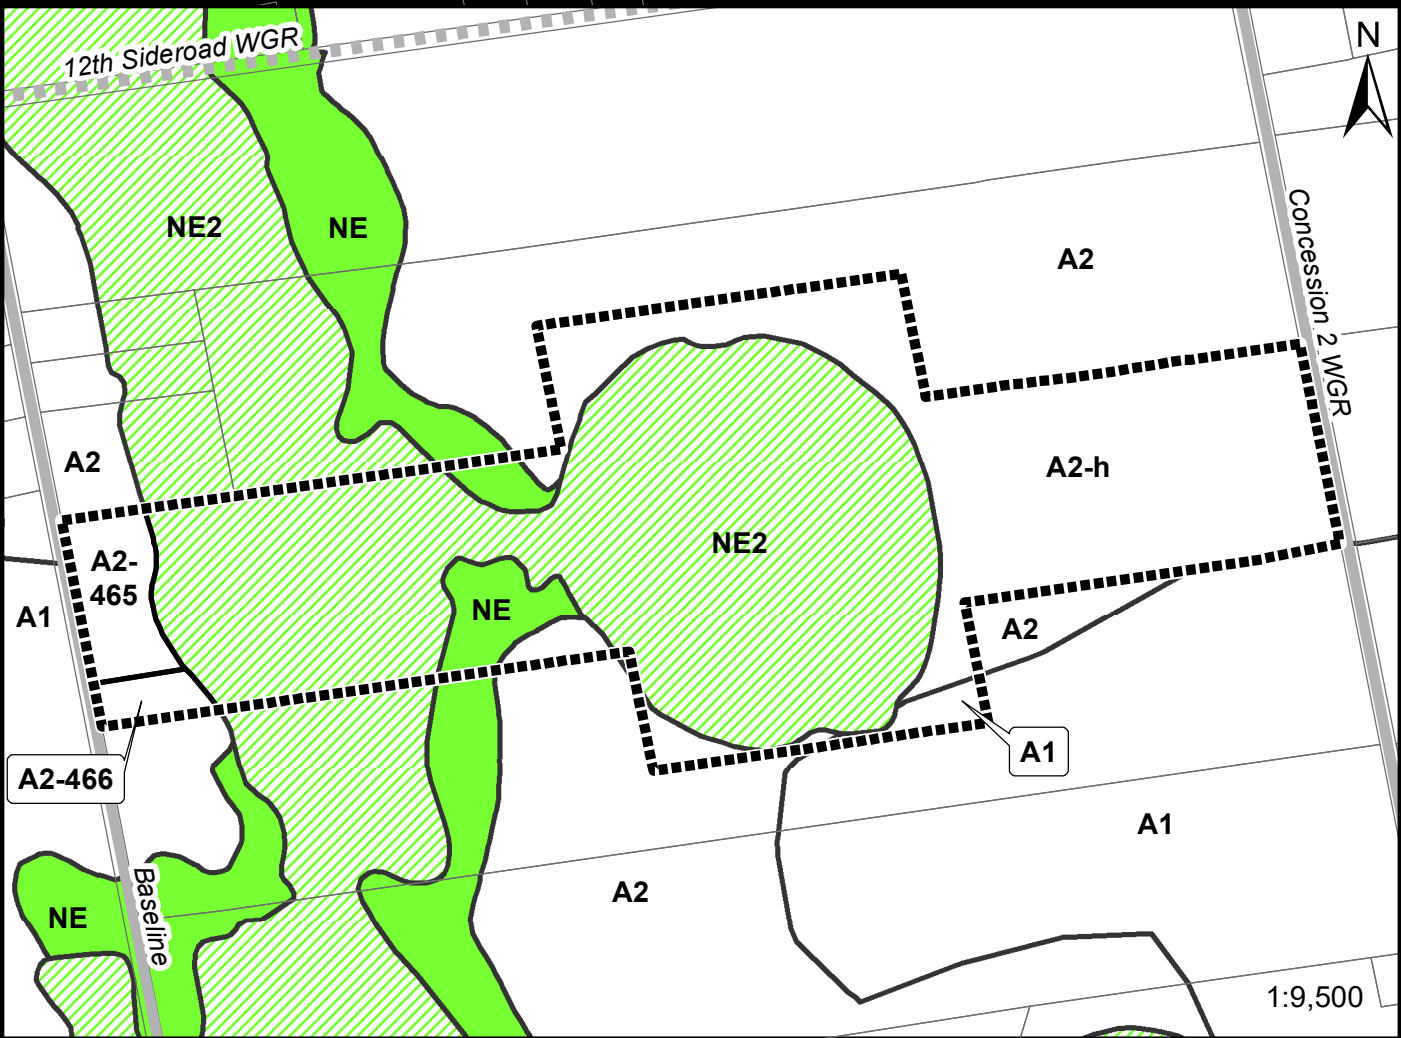 12th Sideroad WGR
N
NE2
NE
A2
Concession 2 WGR
A2
A2-h
NE2
A2-
465
A1
NE
A2
A2-466
A1
A1
A2
NE
Baseline
1:9,500